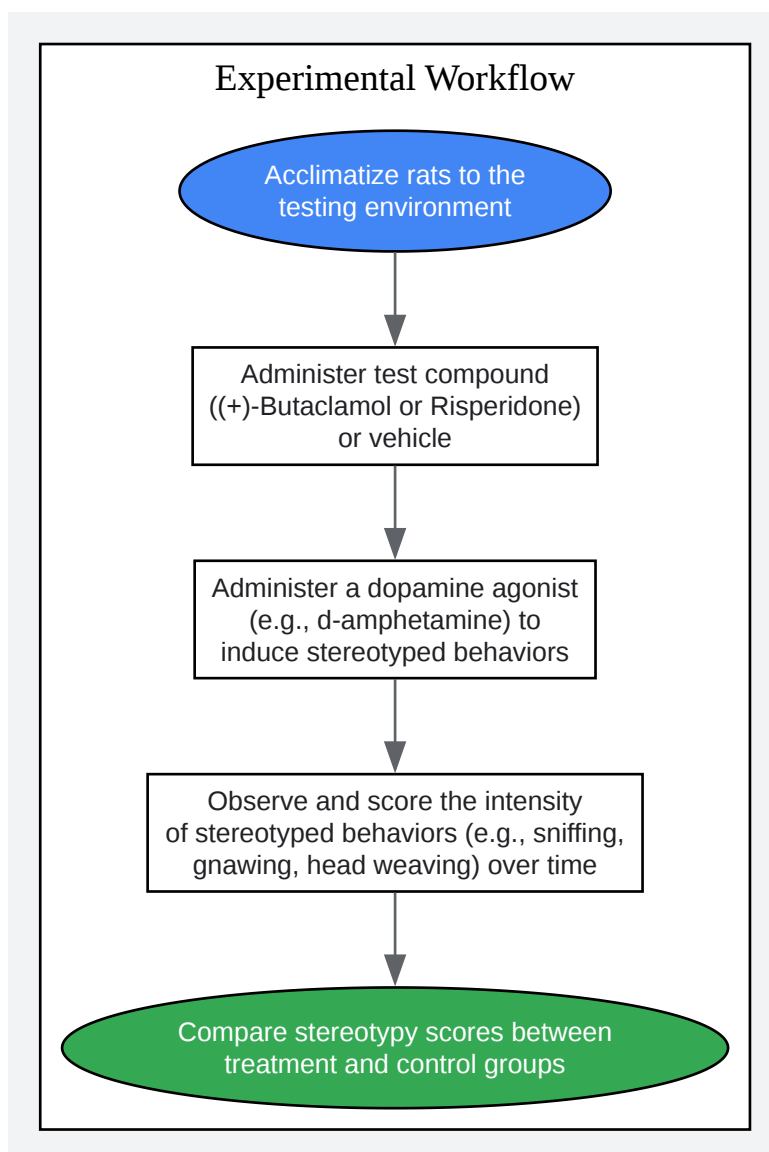 Experimental Workflow
Acclimatize rats to the
testing environment
Administer test compound
((+)-Butaclamol or Risperidone)
or vehicle
Administer a dopamine agonist
(e.g., d-amphetamine) to
induce stereotyped behaviors
Observe and score the intensity
of stereotyped behaviors (e.g., sniffing,
gnawing, head weaving) over time
Compare stereotypy scores between
treatment and control groups